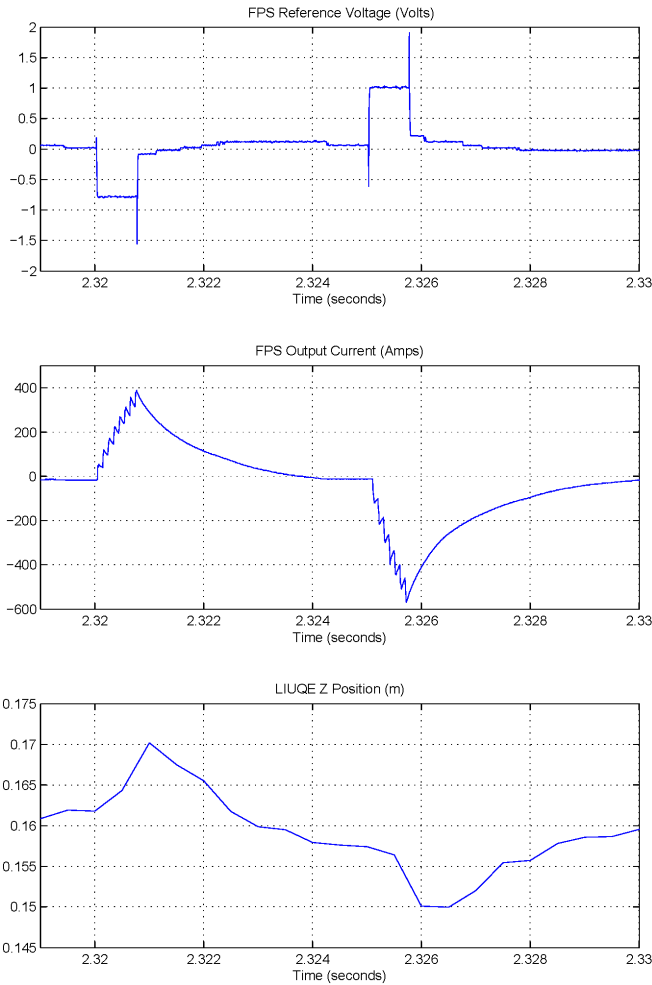 FPS Reference Voltage (Volts)
2
1.5
1
0.5
0
−0.5
−1
−1.5
−2
2.32 2.322 2.324 2.326 2.328 2.33
Time (seconds)
FPS Output Current (Amps)
400
200
0
−200
−400
−600
2.32 2.322 2.324 2.326 2.328 2.33
Time (seconds)
LIUQE Z Position (m)
0.175
0.17
0.165
0.16
0.155
0.15
0.145
2.32 2.322 2.324 2.326 2.328 2.33
Time (seconds)